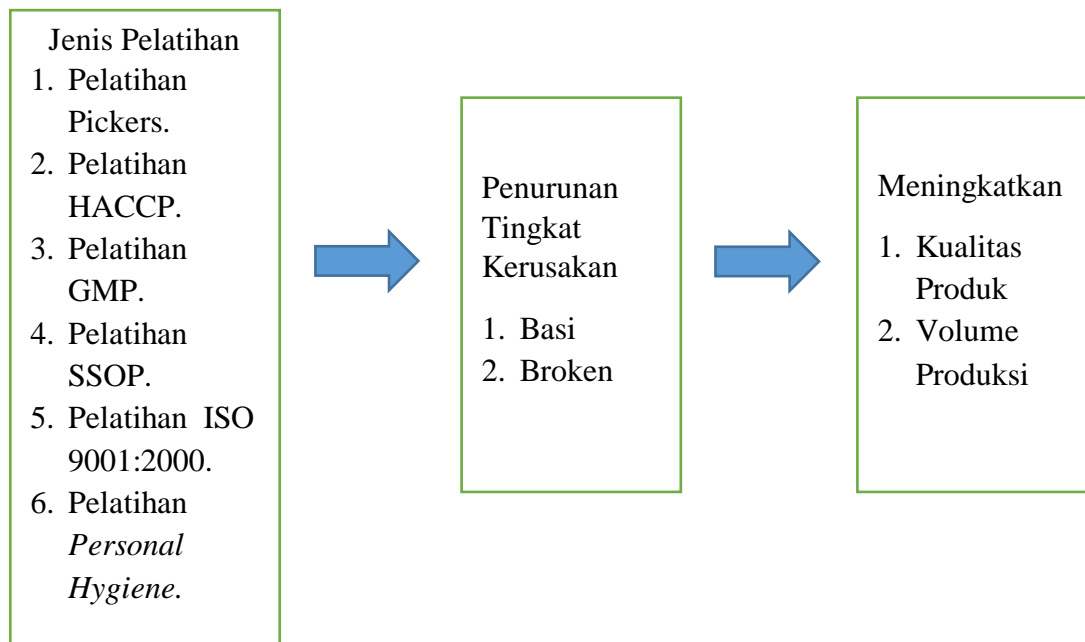 Jenis Pelatihan
1. Pelatihan
Pickers.
2. Pelatihan
HACCP.
3. Pelatihan
GMP.
4. Pelatihan
SSOP.
5. Pelatihan ISO
9001:2000.
6. Pelatihan
Personal
Hygiene.
Penurunan
Tingkat
Kerusakan
1. Basi
2. Broken
Meningkatkan
1. Kualitas
Produk
2. Volume
Produksi